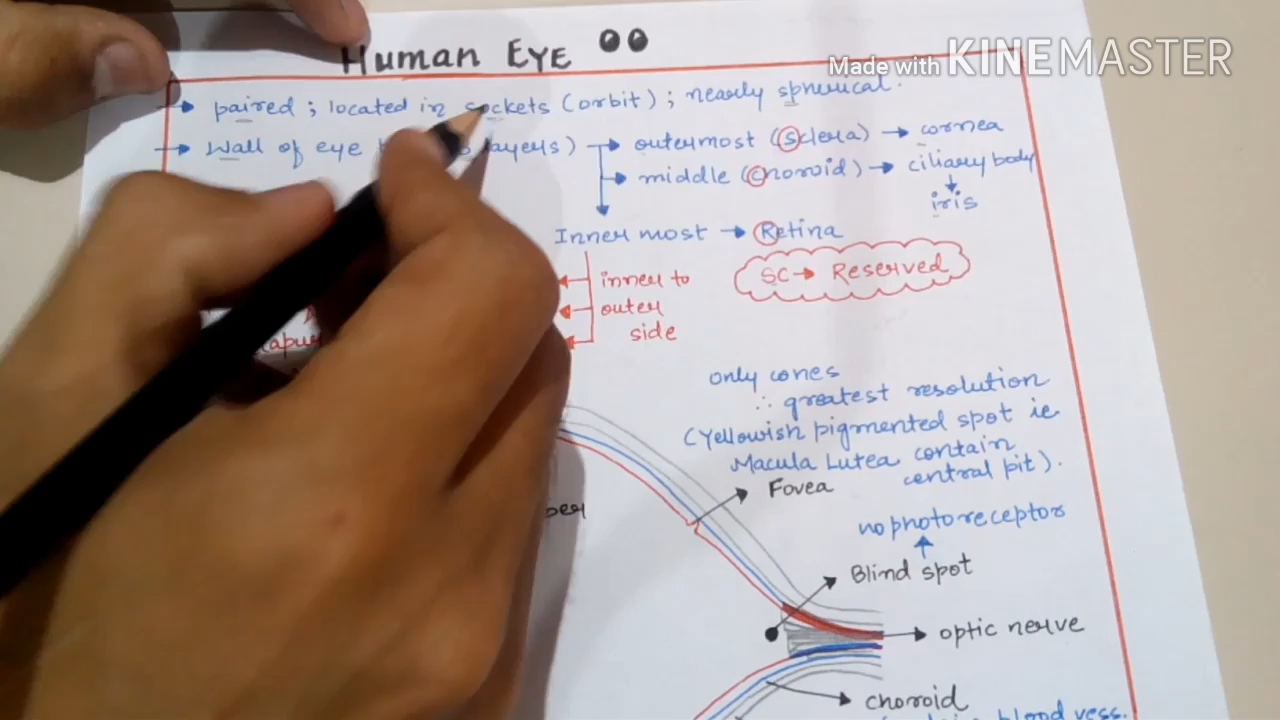 Human EYE
Made with KINEMASTER
→ paired ; located in sockets (orbit) ; nearly spherical.
→ Wall of eye layers) → outermost (sclera) → cornea
→ middle (choroid) → ciliary body
↓
iris
Inner most → Retina
SC → Reserved
inner to
outer
side
only cones
∴ greatest resolution
(Yellowish pigmented spot ie
Macula Lutea contain
central pit).
Fovea
no photoreceptor
Blind spot
optic nerve
choroid
blood vess.